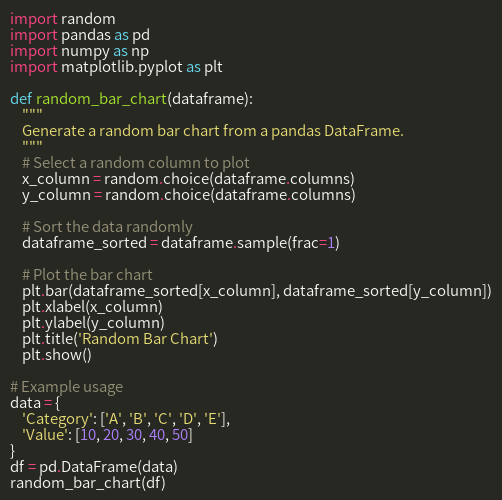 import random
import pandas as pd
import numpy as np
import matplotlib.pyplot as plt
def random_bar_chart(dataframe):
"""
Generate a random bar chart from a pandas DataFrame.
"""
# Select a random column to plot
x_column = random.choice(dataframe.columns)
y_column = random.choice(dataframe.columns)
# Sort the data randomly
dataframe_sorted = dataframe.sample(frac=1)
# Plot the bar chart
plt.bar(dataframe_sorted[x_column], dataframe_sorted[y_column])
plt.xlabel(x_column)
plt.ylabel(y_column)
plt.title('Random Bar Chart')
plt.show()
# Example usage
data = {
'Category': ['A', 'B', 'C', 'D', 'E'],
'Value': [10, 20, 30, 40, 50]
}
df = pd.DataFrame(data)
random_bar_chart(df)